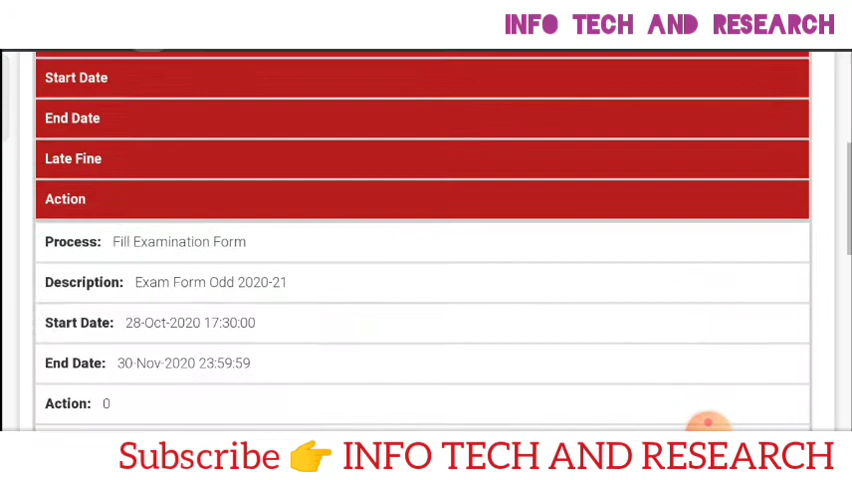 INFO TECH AND RESEARCH
Start Date
End Date
Late Fine
Action
Process: Fill Examination Form
Description: Exam Form Odd 2020-21
Start Date: 28-Oct-2020 17:30:00
End Date: 30-Nov-2020 23:59:59
Action: 0
Subscribe 👉 INFO TECH AND RESEARCH